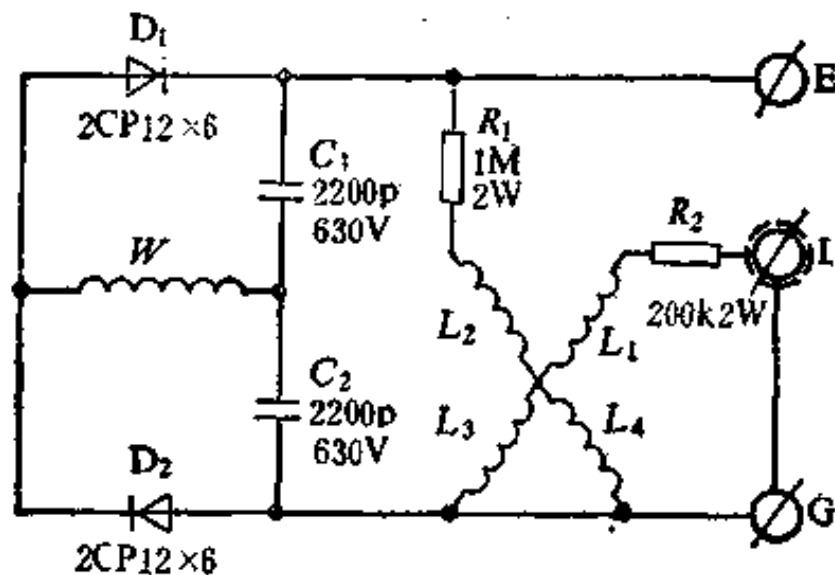 D₁
2CP12×6
E
R₁
1M
2W
C₁
2200p
630V
R₂
L
200k2W
W
L₂
L₁
C₂
2200p
630V
L₃
L₄
D₂
2CP12×6
G